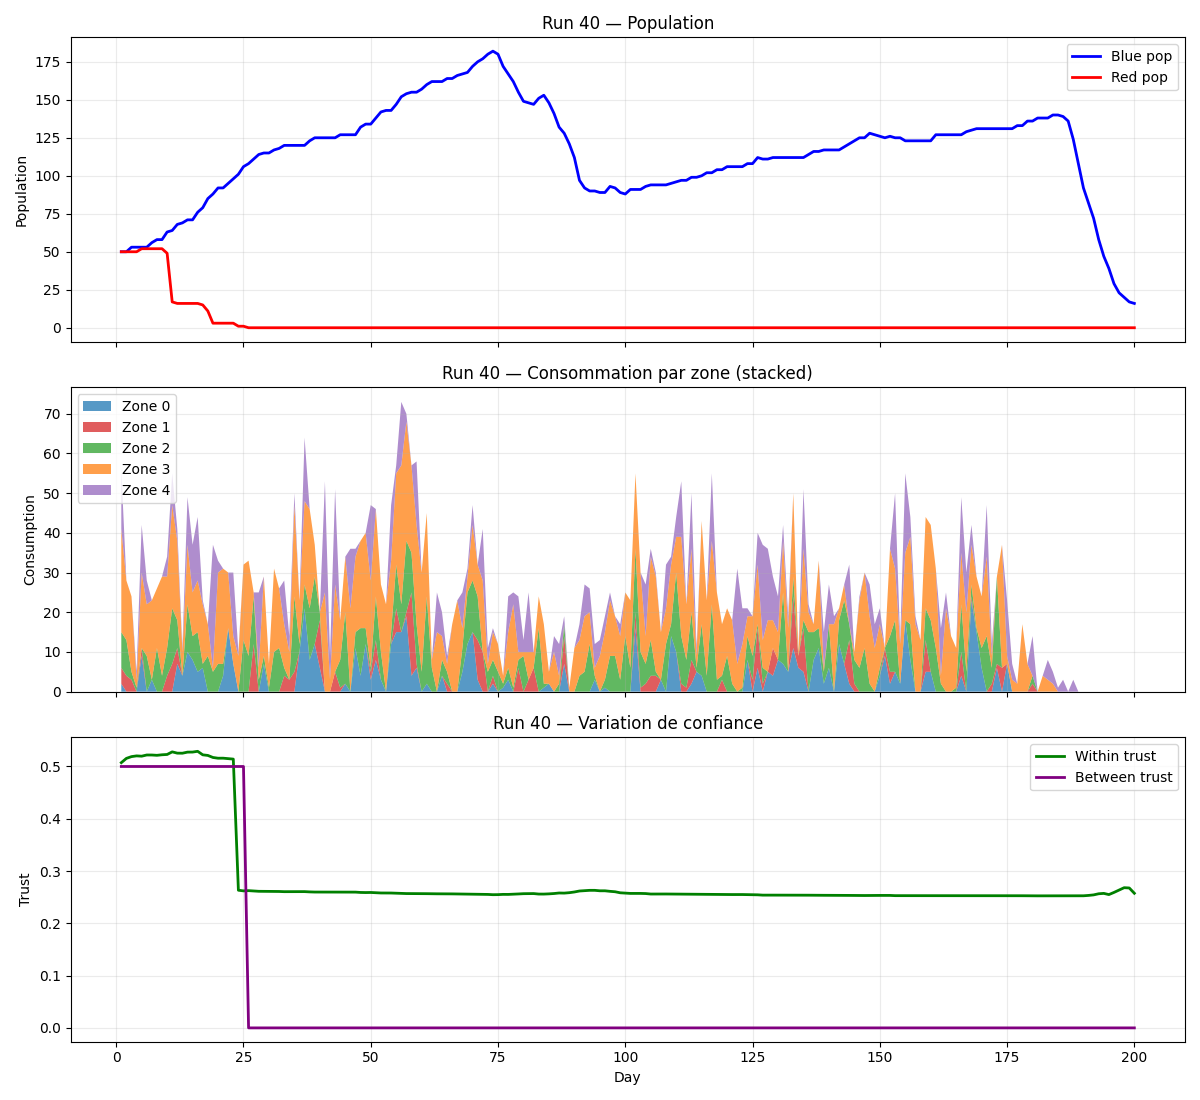 Run 40 — Population
Population
175
150
125
100
75
50
25
0
Blue pop
Red pop
Run 40 — Consommation par zone (stacked)
Consumption
70
60
50
40
30
20
10
0
Zone 0
Zone 1
Zone 2
Zone 3
Zone 4
Run 40 — Variation de confiance
Trust
0.5
0.4
0.3
0.2
0.1
0.0
Within trust
Between trust
0 25 50 75 100 125 150 175 200
Day